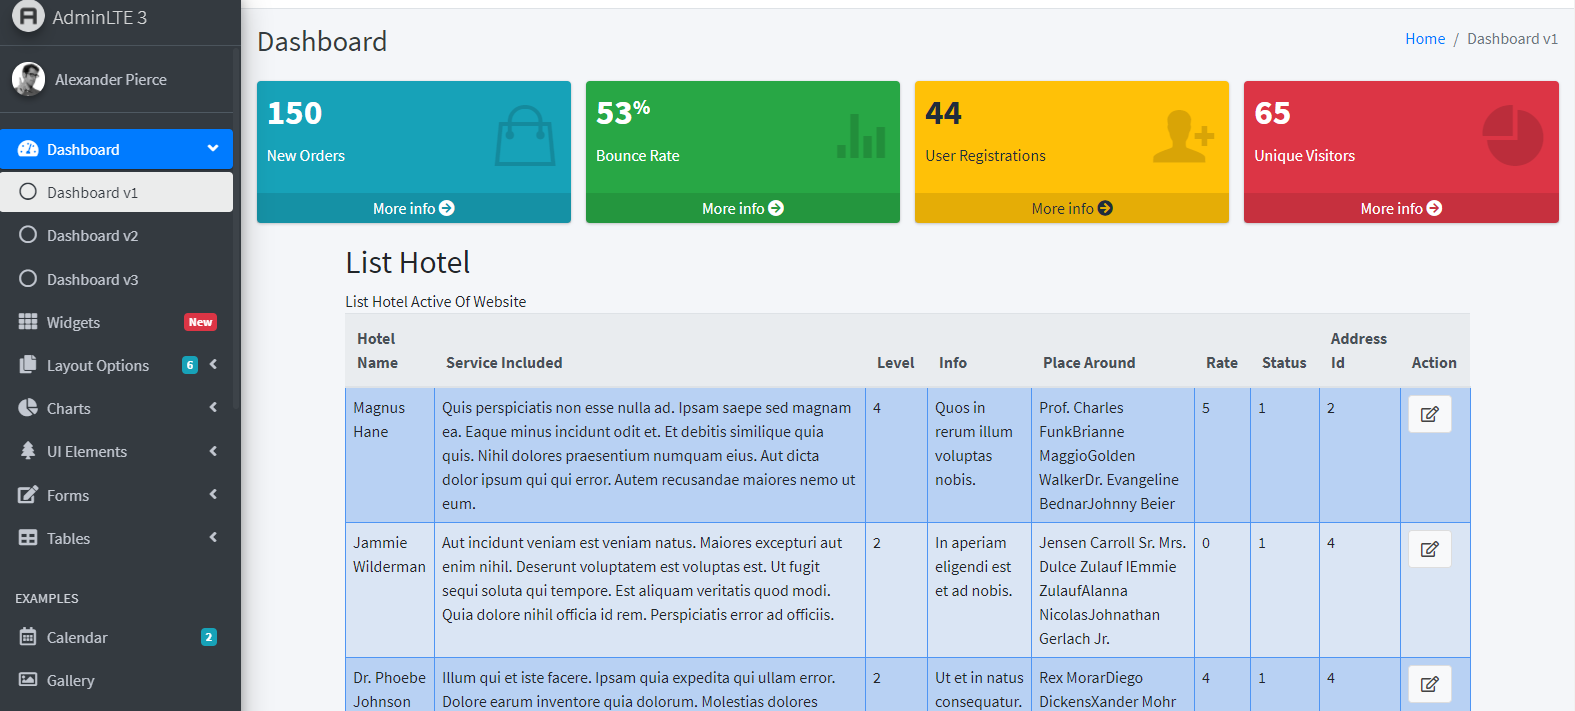 AdminLTE 3
Alexander Pierce
Dashboard
Dashboard v1
Dashboard v2
Dashboard v3
Widgets New
Layout Options 6
Charts
UI Elements
Forms
Tables
EXAMPLES
Calendar 2
Gallery
Dashboard
Home / Dashboard v1
150
New Orders
More info
53%
Bounce Rate
More info
44
User Registrations
More info
65
Unique Visitors
More info
List Hotel
List Hotel Active Of Website
Hotel Name Service Included Level Info Place Around Rate Status Address Id Action
Magnus
Hane
Quis perspiciatis non esse nulla ad. Ipsam saepe sed magnam
ea. Eaque minus incidunt odit et. Et debitis similique quia
quis. Nihil dolores praesentium numquam eius. Aut dicta
dolor ipsum qui qui error. Autem recusandae maiores nemo ut
eum.
4
Quos in
rerum illum
voluptas
nobis.
Prof. Charles
FunkBrianne
MaggioGolden
WalkerDr. Evangeline
BednarJohnny Beier
5
1
2
Jammie
Wilderman
Aut incidunt veniam est veniam natus. Maiores excepturi aut
enim nihil. Deserunt voluptatem est voluptas est. Ut fugit
sequi soluta qui tempore. Est aliquam veritatis quod modi.
Quia dolore nihil officia id rem. Perspiciatis error ad officiis.
2
In aperiam
eligendi est
et ad nobis.
Jensen Carroll Sr. Mrs.
Dulce Zulauf IEmmie
ZulaufAlanna
NicolasJohnathan
Gerlach Jr.
0
1
4
Dr. Phoebe
Johnson
Illum qui et iste facere. Ipsam quia expedita qui ullam error.
Dolore earum inventore quia dolorum. Molestias dolores
2
Ut et in natus
consequatur.
Rex MorarDiego
DickensXander Mohr
4
1
4